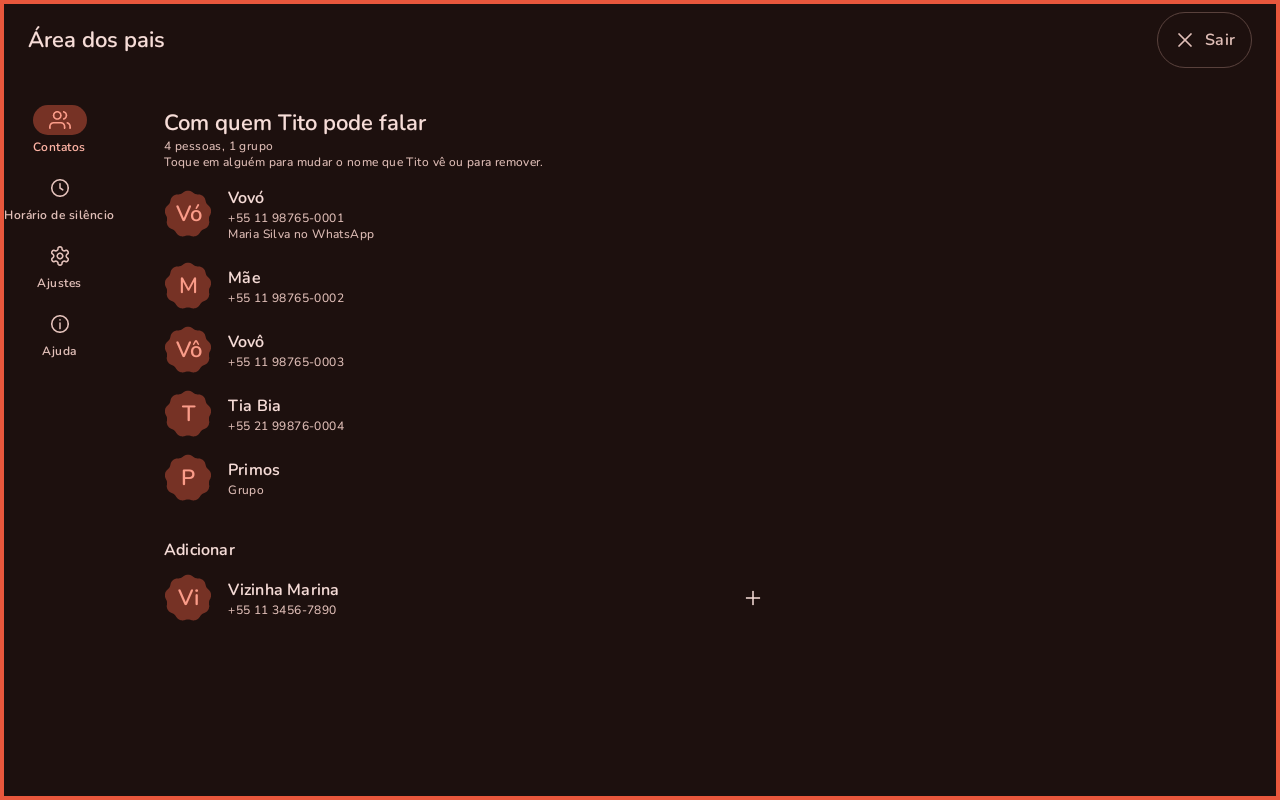 Área dos pais
Sair
Contatos
Horário de silêncio
Ajustes
Ajuda
Com quem Tito pode falar
4 pessoas, 1 grupo
Toque em alguém para mudar o nome que Tito vê ou para remover.
Vó
Vovó
+55 11 98765-0001
Maria Silva no WhatsApp
M
Mãe
+55 11 98765-0002
Vô
Vovô
+55 11 98765-0003
T
Tia Bia
+55 21 99876-0004
P
Primos
Grupo
Adicionar
Vi
Vizinha Marina
+55 11 3456-7890